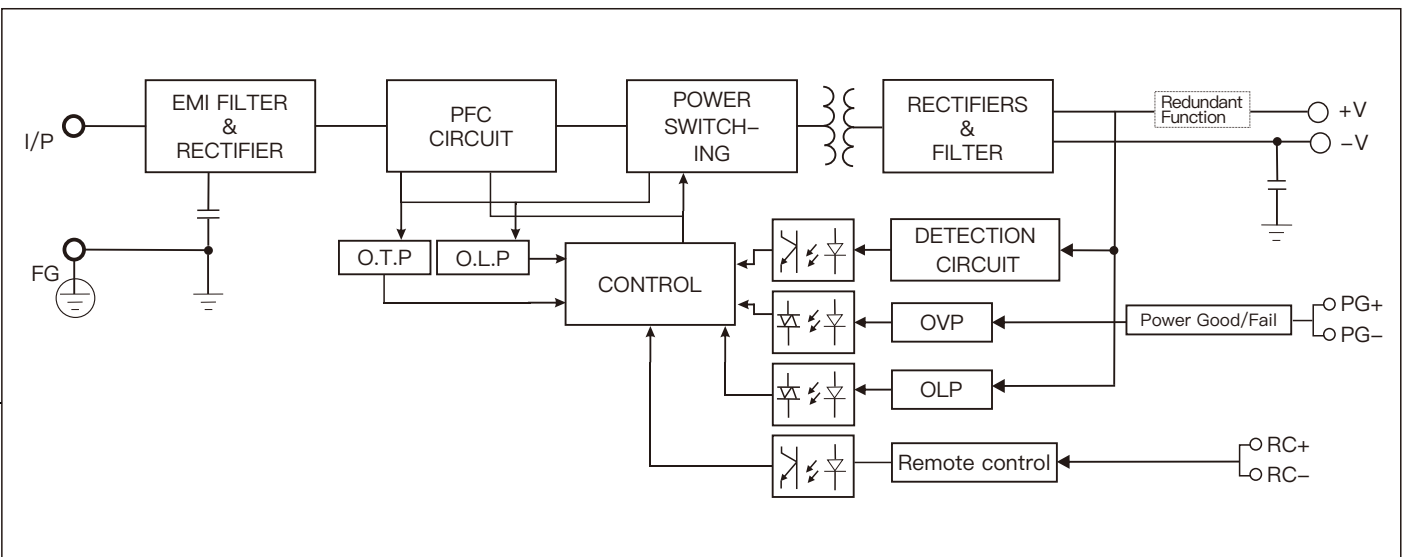 I/P
EMI FILTER
&
RECTIFIER
PFC
CIRCUIT
POWER
SWITCH–
ING
RECTIFIERS
&
FILTER
Redundant
Function
+V
–V
FG
O.T.P
O.L.P
CONTROL
DETECTION
CIRCUIT
OVP
Power Good/Fail
PG+
PG–
OLP
Remote control
RC+
RC–